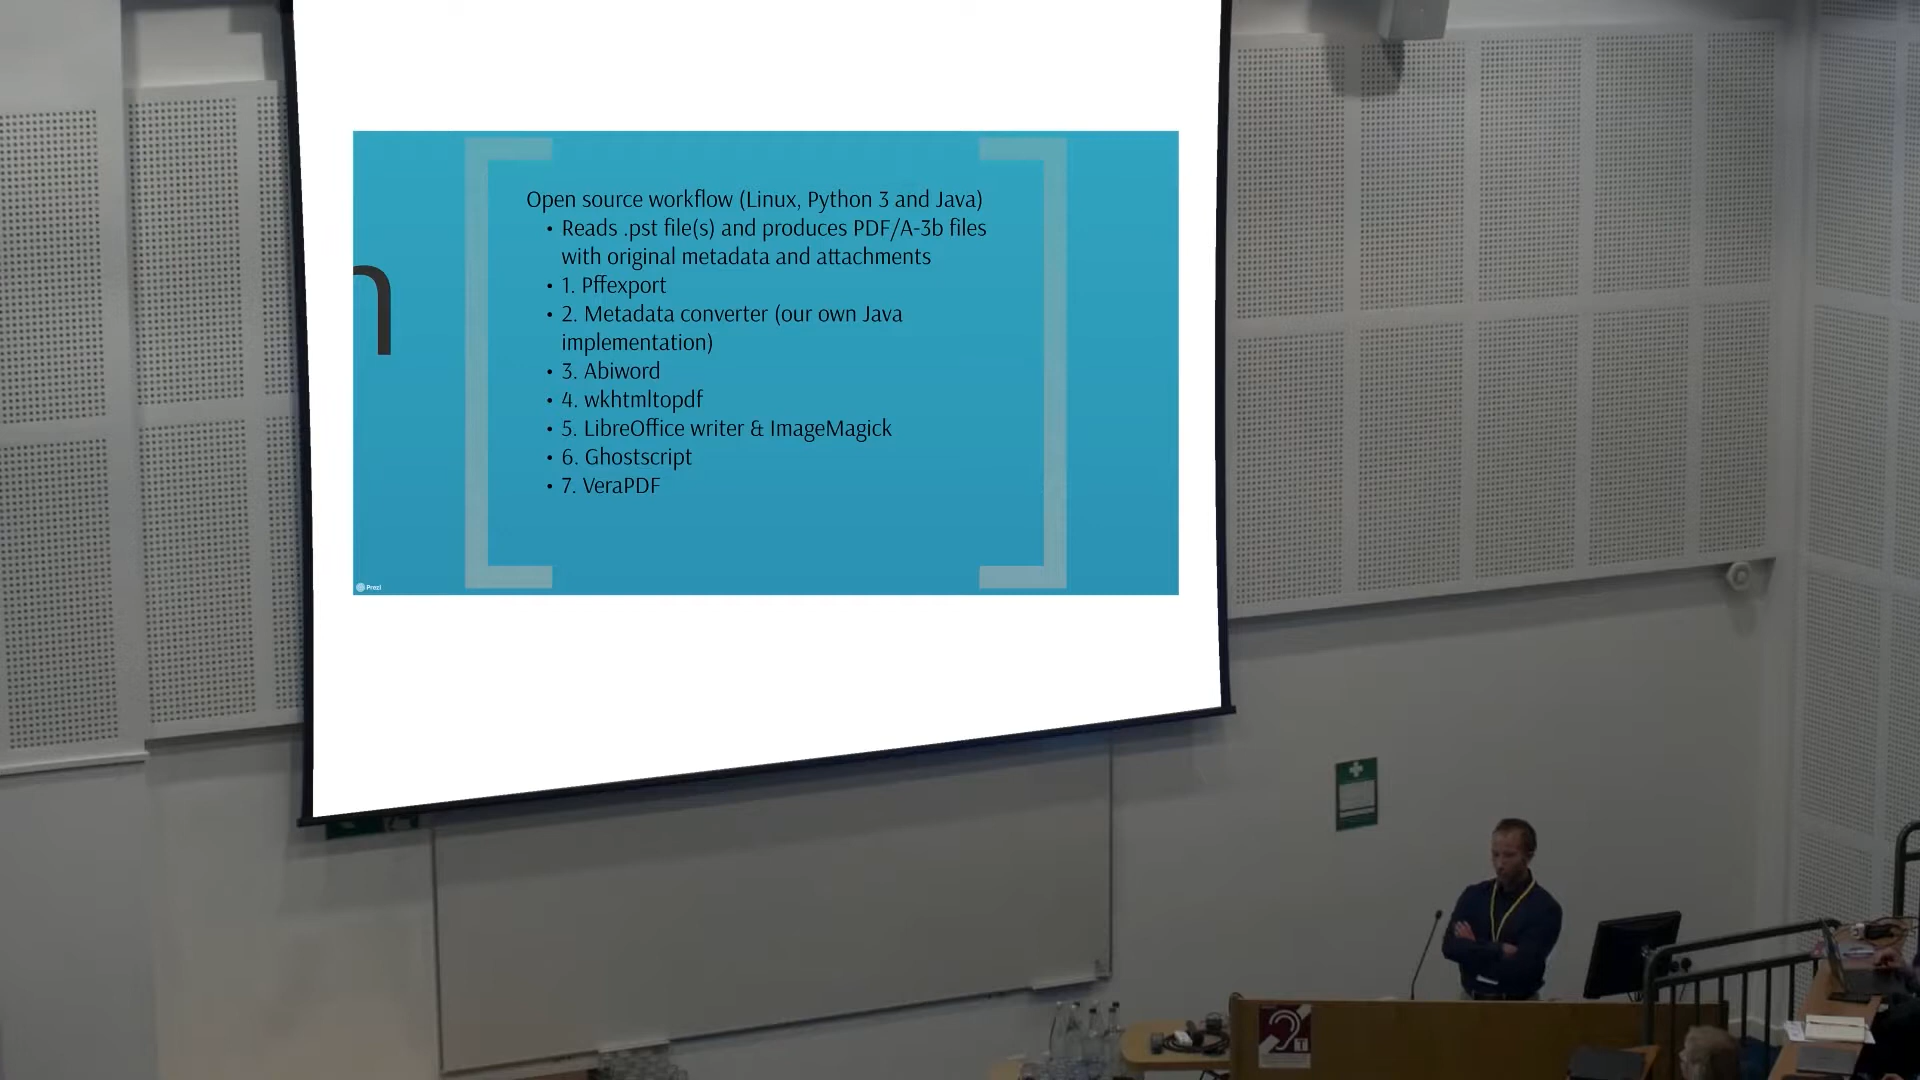 Open source workflow (Linux, Python 3 and Java)
• Reads .pst file(s) and produces PDF/A-3b files
with original metadata and attachments
• 1. Pffexport
• 2. Metadata converter (our own Java
implementation)
• 3. Abiword
• 4. wkhtmltopdf
• 5. LibreOffice writer & ImageMagick
• 6. Ghostscript
• 7. VeraPDF
n
Prezi
T